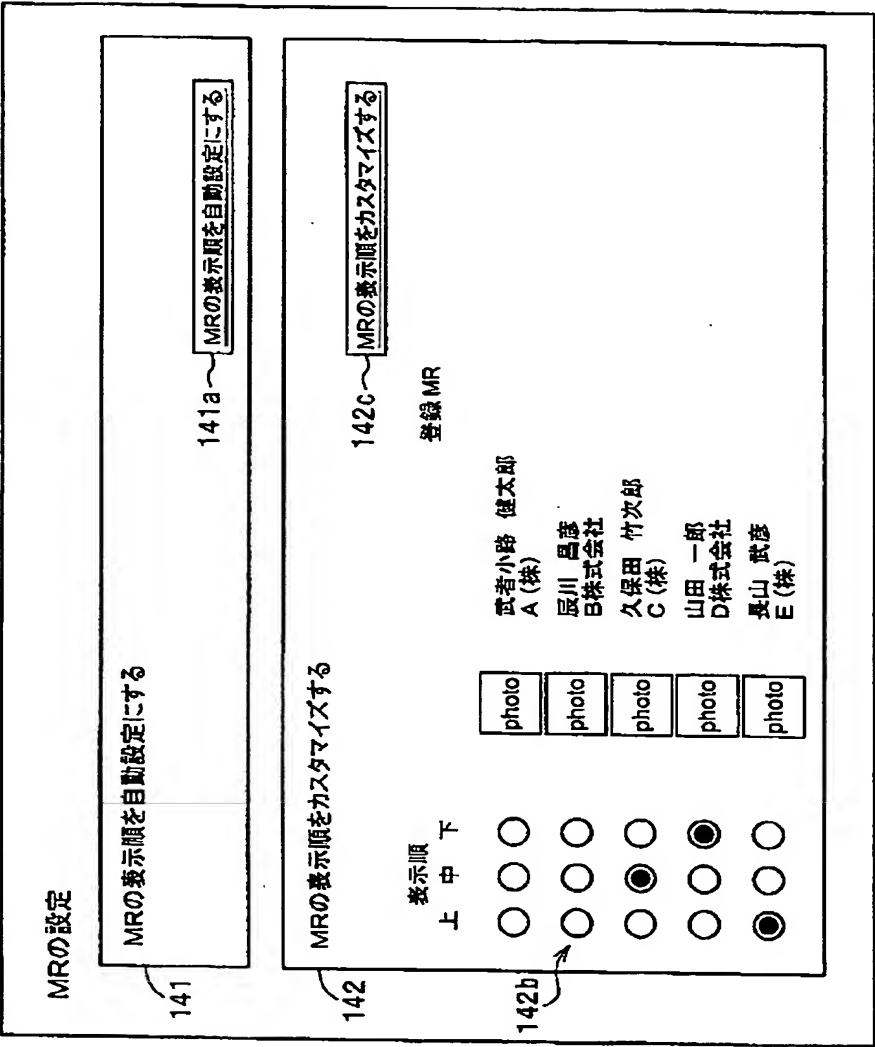 MRの設定
141
MRの表示順を自動設定にする
141a
MRの表示順を自動設定にする
142
MRの表示順をカスタマイズする
142c
MRの表示順をカスタマイズする
表示順
上 中 下
登録 MR
142b
photo
武者小路 健太郎
A (株)
photo
辰川 昌彦
B株式会社
photo
久保田 竹次郎
C (株)
photo
山田 一郎
D株式会社
photo
長山 武彦
E (株)